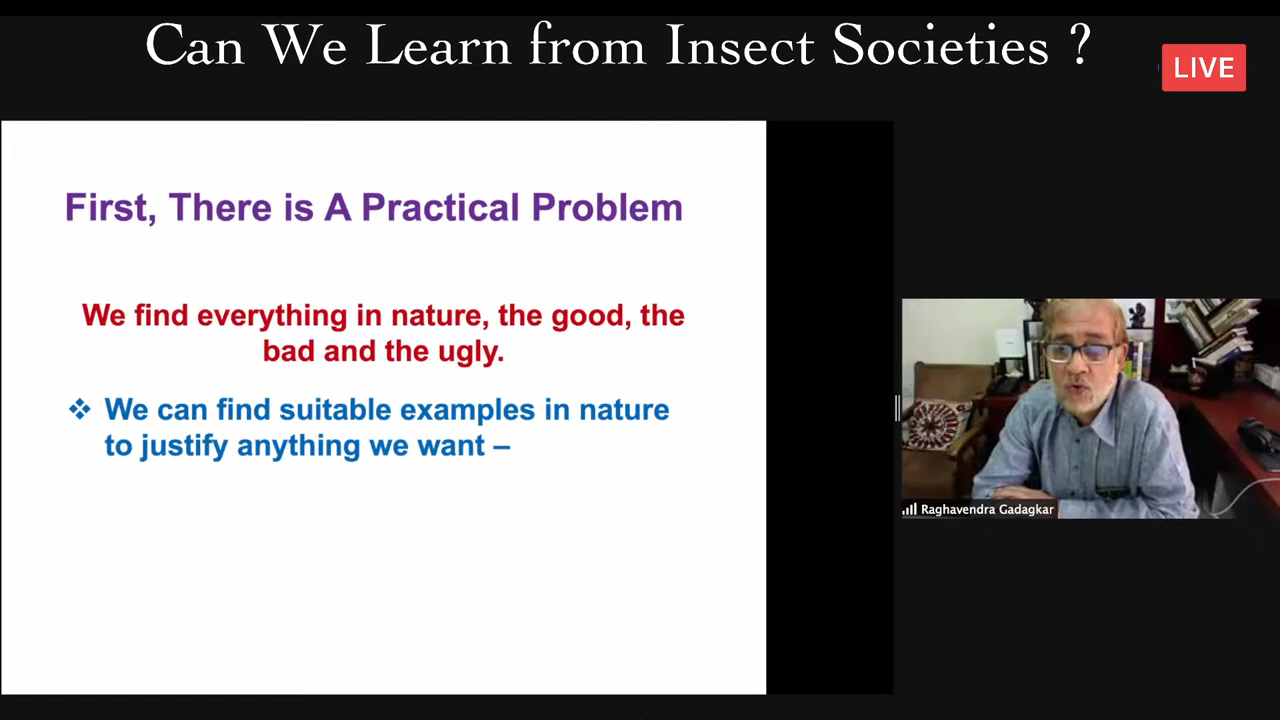 Can We Learn from Insect Societies ?
LIVE
First, There is A Practical Problem
We find everything in nature, the good, the
bad and the ugly.
❖ We can find suitable examples in nature
to justify anything we want –
Raghavendra Gadagkar